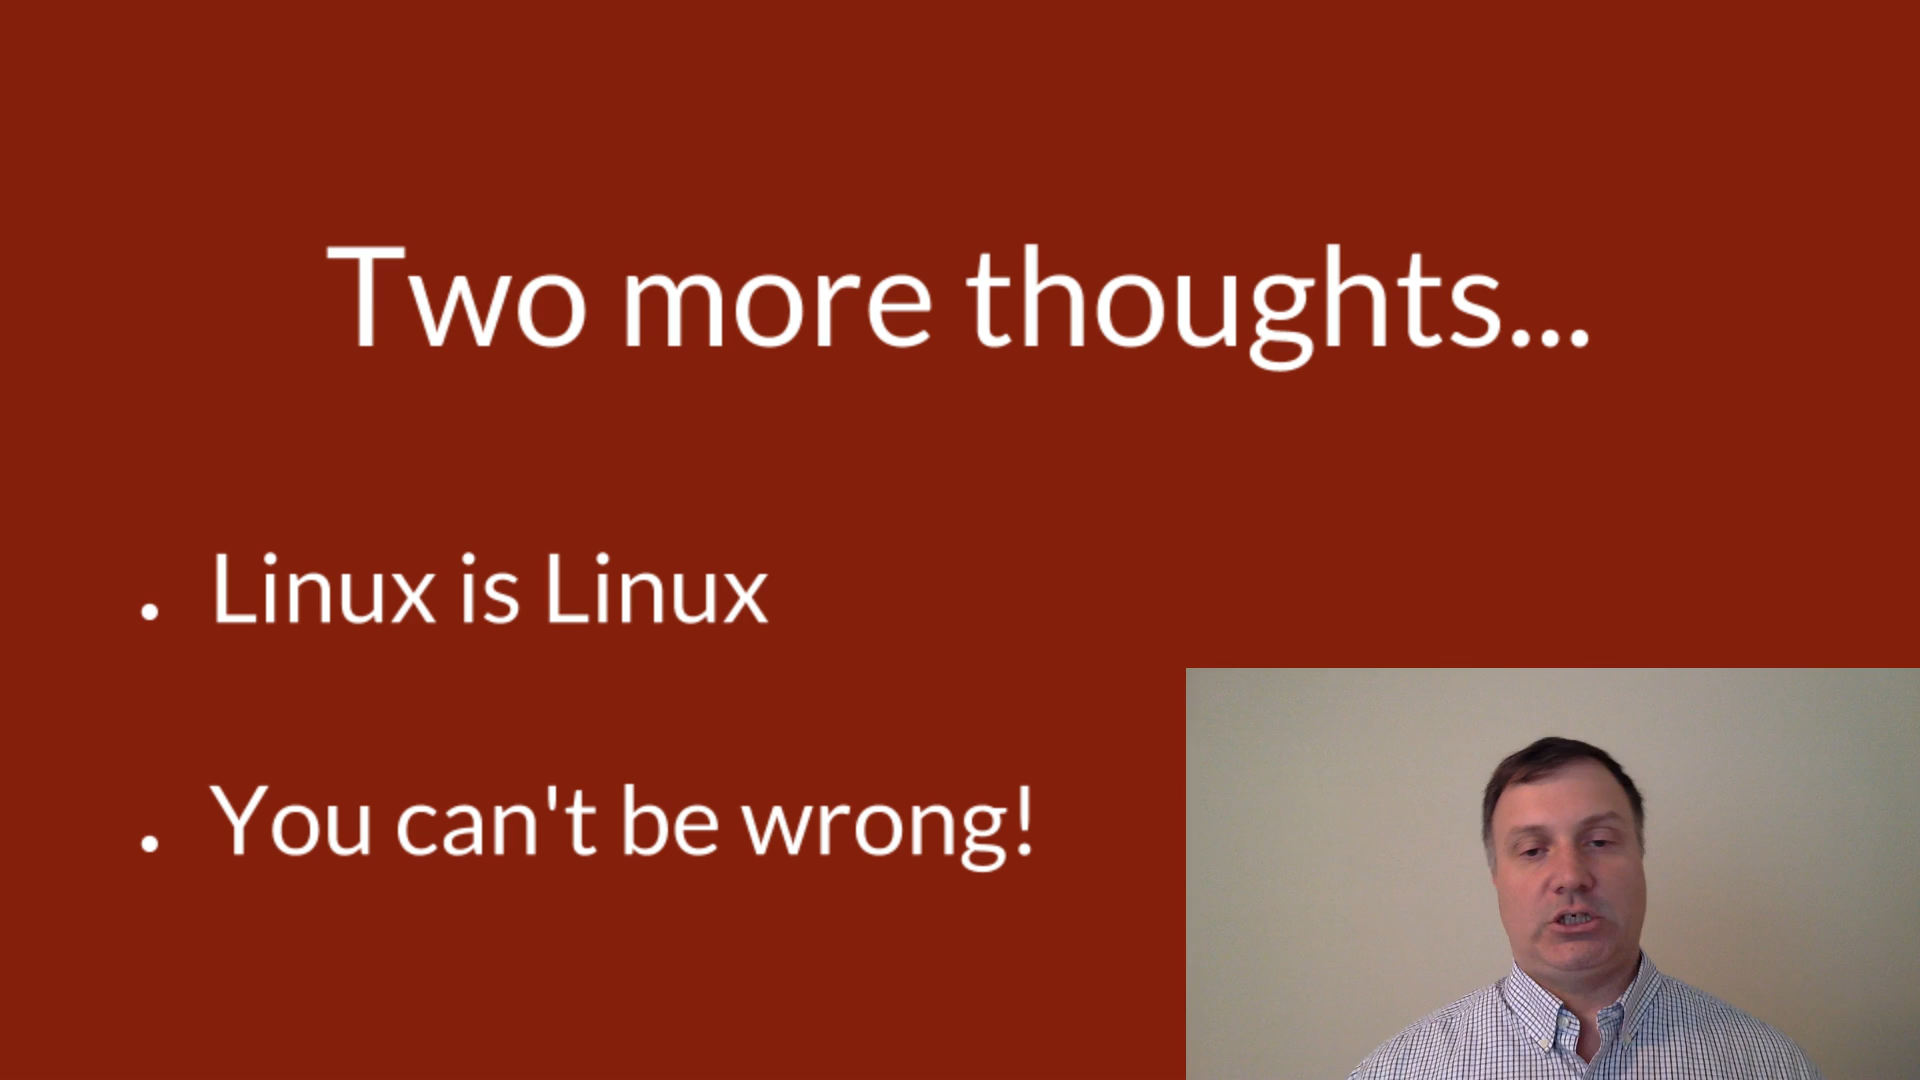 Two more thoughts...
. Linux is Linux
. You can't be wrong!